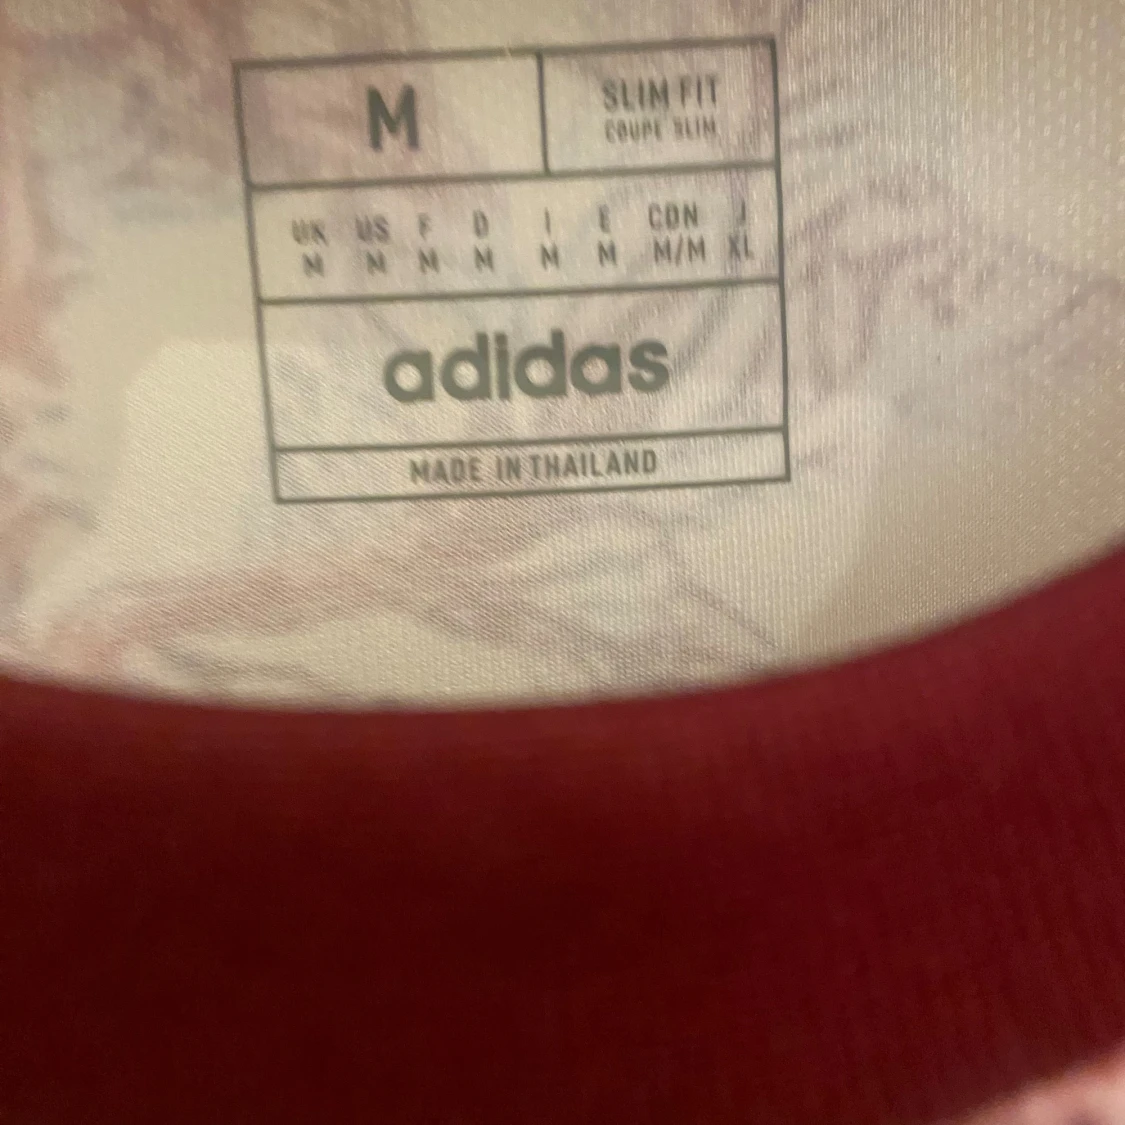 M
SLIM FIT
COUPE SLIM
UK US F D I E CDN J
M M M M M M M/M XL
adidas
MADE IN THAILAND